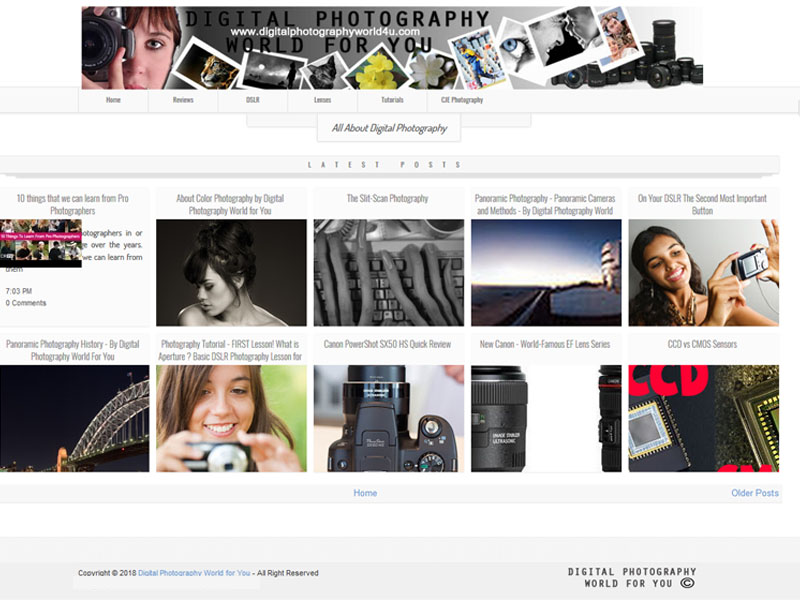 DIGITAL PHOTOGRAPHY
www.digitalphotographyworld4u.com
WORLD FOR YOU
Home Reviews DSLR Lenses Tutorials CJE Photography
All About Digital Photography
LATEST POSTS
10 things that we can learn from Pro
Photographers
10 Things To Learn From Pro Photographers
otographers in or
e over the years.
we can learn from
them
7:03 PM
0 Comments
About Color Photography by Digital
Photography World for You
The Slit-Scan Photography
Panoramic Photography - Panoramic Cameras
and Methods - By Digital Photography World
On Your DSLR The Second Most Important
Button
Panoramic Photography History - By Digital
Photography World For You
Photography Tutorial - FIRST Lesson! What is
Aperture ? Basic DSLR Photography Lesson for
Canon PowerShot SX50 HS Quick Review
New Canon - World-Famous EF Lens Series
IMAGE STABILIZER
ULTRASONIC
CCD vs CMOS Sensors
CCD
Home
Older Posts
Copyright © 2018 Digital Photography World for You - All Right Reserved
DIGITAL PHOTOGRAPHY
WORLD FOR YOU ©